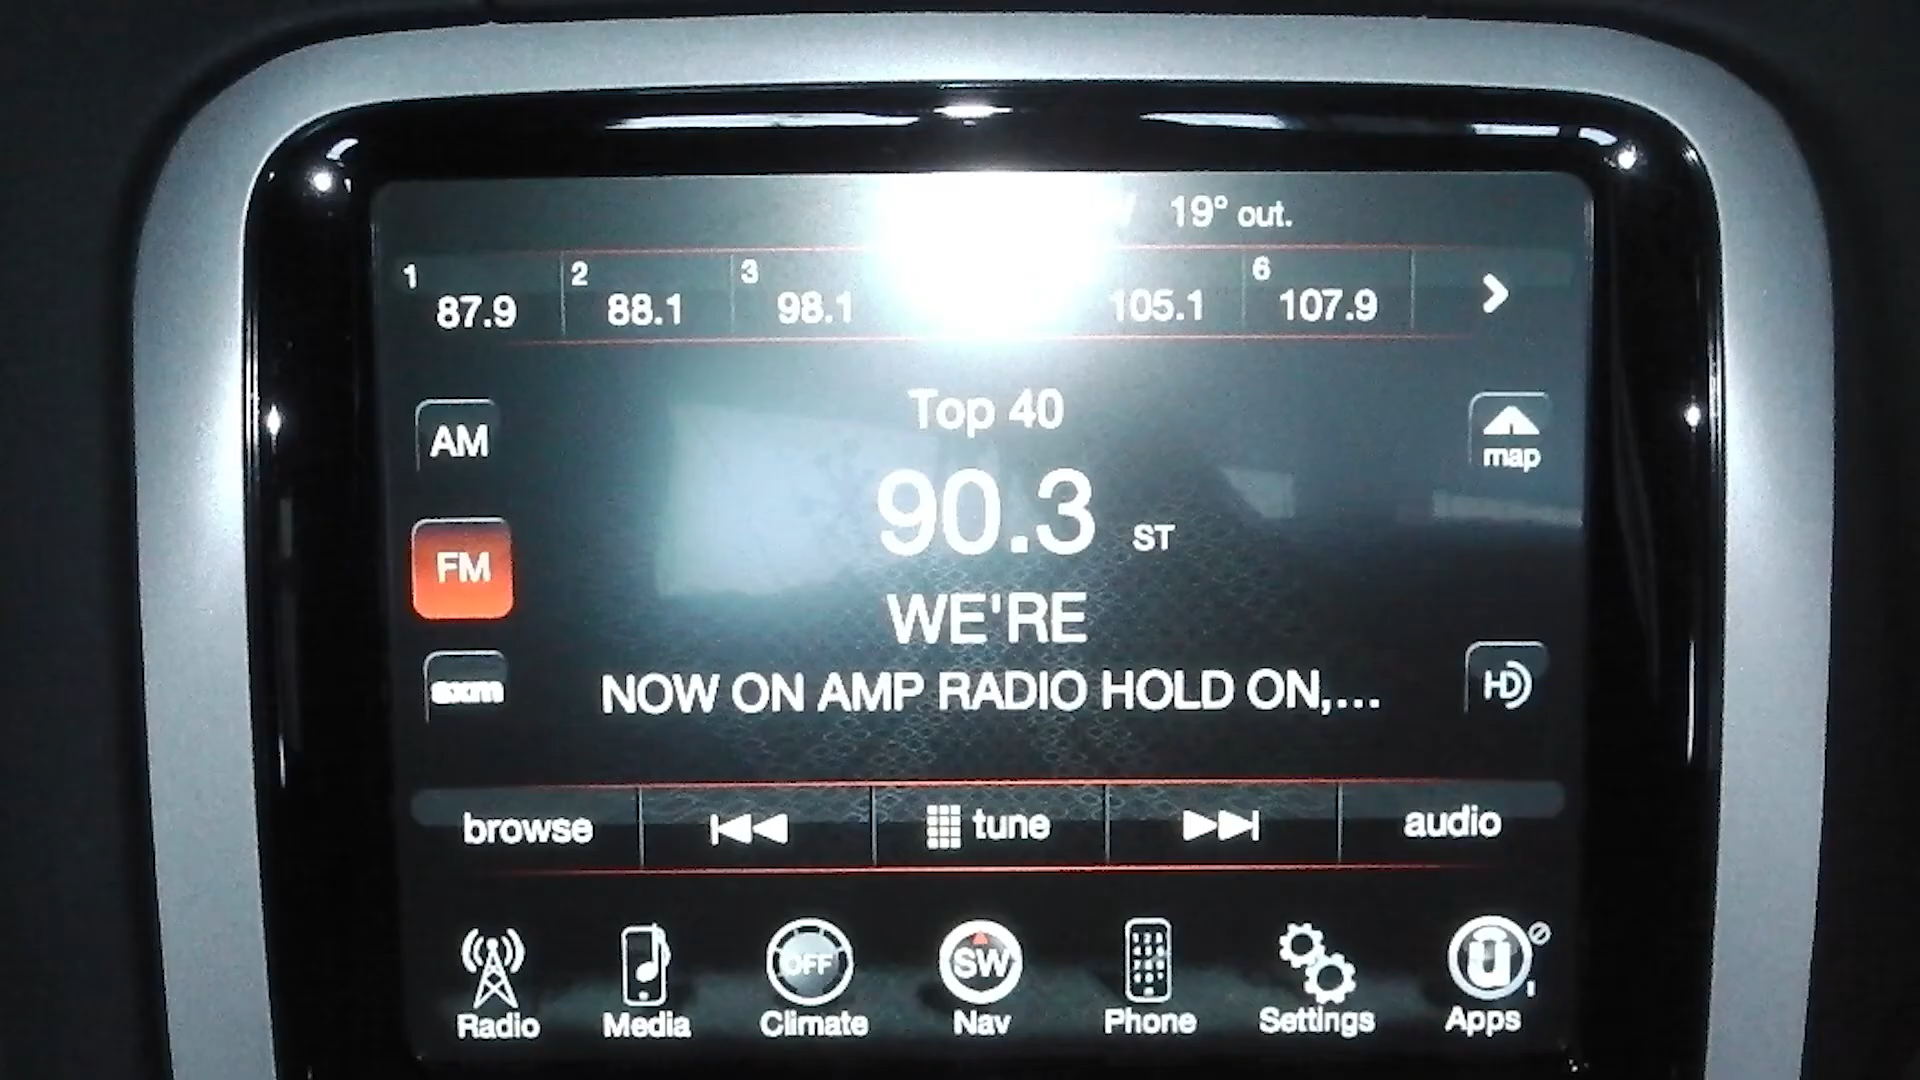 19° out.
1 87.9 2 88.1 3 98.1 105.1 6 107.9
Top 40
AM
map
90.3 ST
FM
WE'RE
sxm
NOW ON AMP RADIO HOLD ON,...
HD
browse tune audio
OFF SW
Radio Media Climate Nav Phone Settings Apps